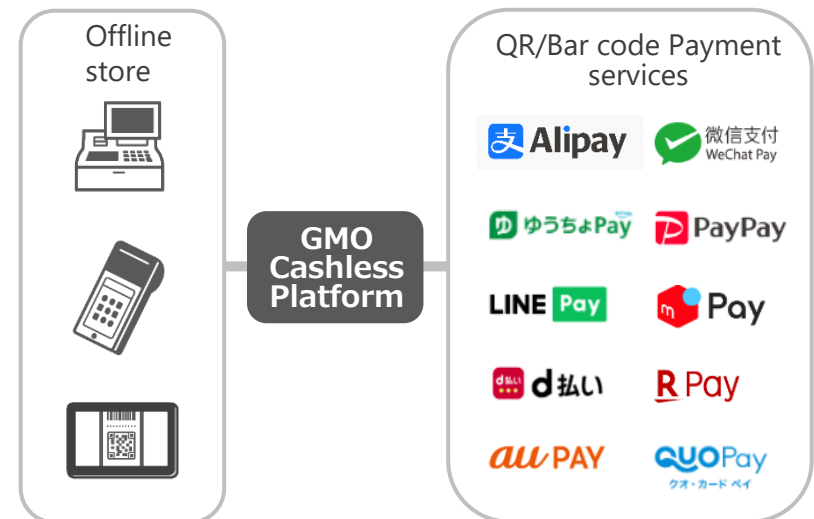 Offline
store
QR/Bar code Payment
services
支 Alipay
微信支付
WeChat Pay
ゆ ゆうちょPay
PayPay
GMO
Cashless
Platform
LINE Pay
m Pay
d払い d払い
R Pay
au PAY
QUOPay
クオ・カード ペイ